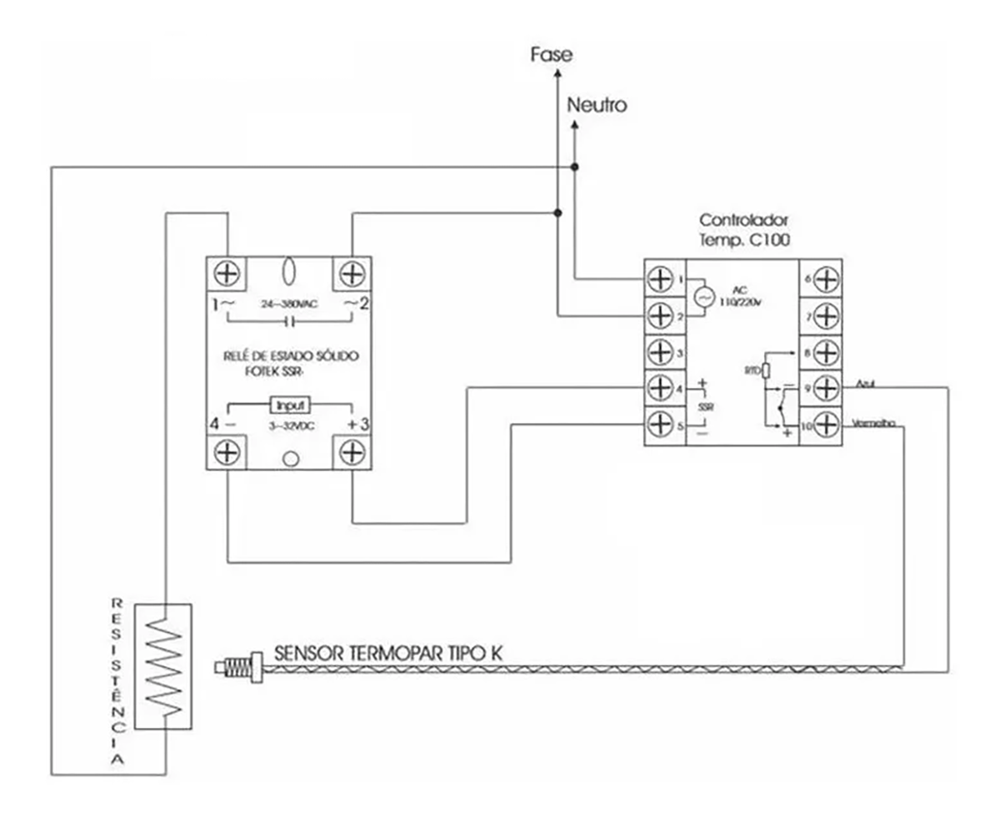 Fase
Neutro
Controlador
Temp. C100
1~ 24~380VAC ~2
RELÉ DE ESTADO SÓLIDO
FOTEK SSR-
Input
4 - 3~32VDC +3
1
2
3
4
5
AC
110/220v
+
SSR
-
RTD
-
+
6
7
8
9
10
Azul
Vermelho
RESISTÊNCIA
SENSOR TERMOPAR TIPO K